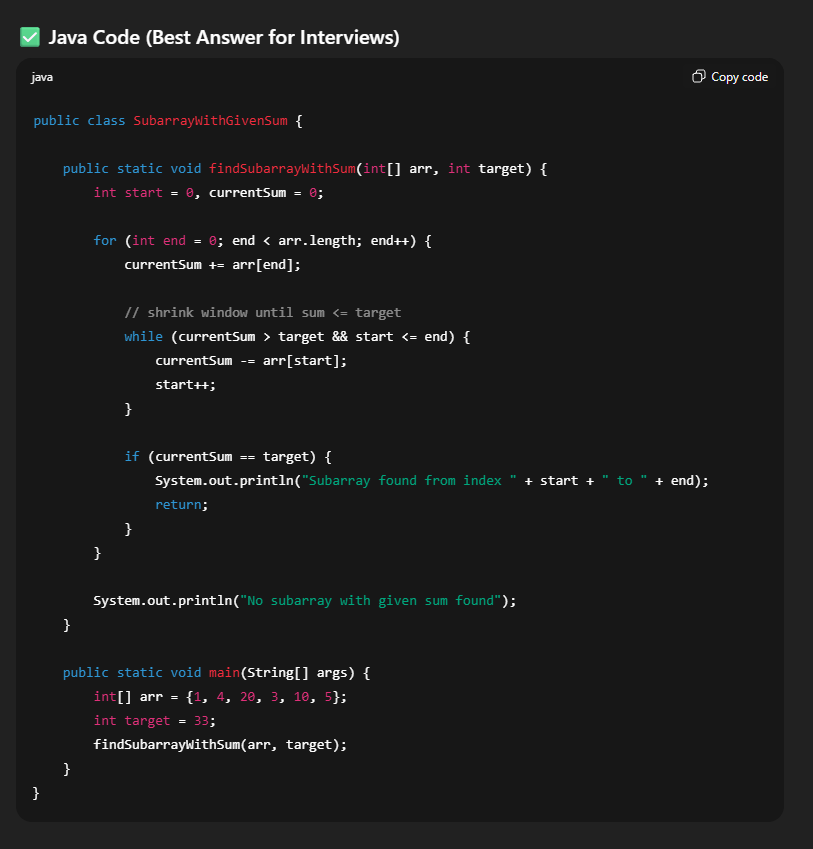 ✅ Java Code (Best Answer for Interviews)
java
Copy code
public class SubarrayWithGivenSum {
    public static void findSubarrayWithSum(int[] arr, int target) {
        int start = 0, currentSum = 0;
        for (int end = 0; end < arr.length; end++) {
            currentSum += arr[end];
            // shrink window until sum <= target
            while (currentSum > target && start <= end) {
                currentSum -= arr[start];
                start++;
            }
            if (currentSum == target) {
                System.out.println("Subarray found from index " + start + " to " + end);
                return;
            }
        }
        System.out.println("No subarray with given sum found");
    }
    public static void main(String[] args) {
        int[] arr = {1, 4, 20, 3, 10, 5};
        int target = 33;
        findSubarrayWithSum(arr, target);
    }
}